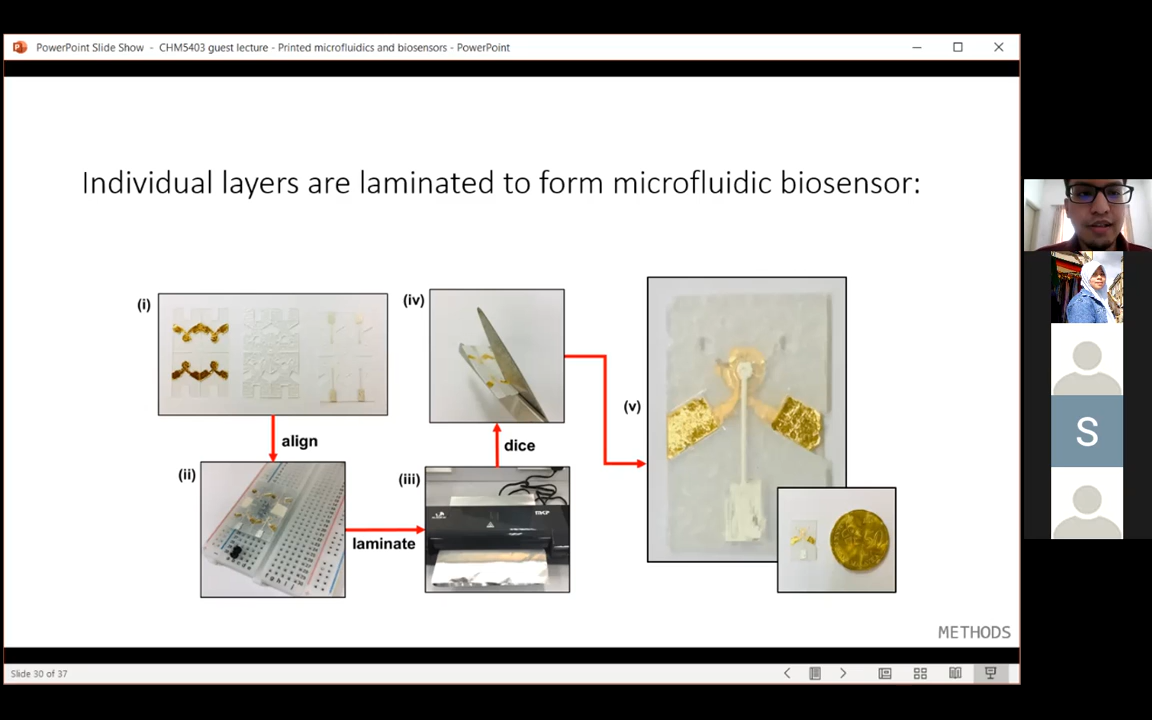 PowerPoint Slide Show - CHM5403 guest lecture - Printed microfluidics and biosensors - PowerPoint
Individual layers are laminated to form microfluidic biosensor:
(i)
align
(ii)
laminate
(iii)
dice
(iv)
(v)
METHODS
S
Slide 30 of 37